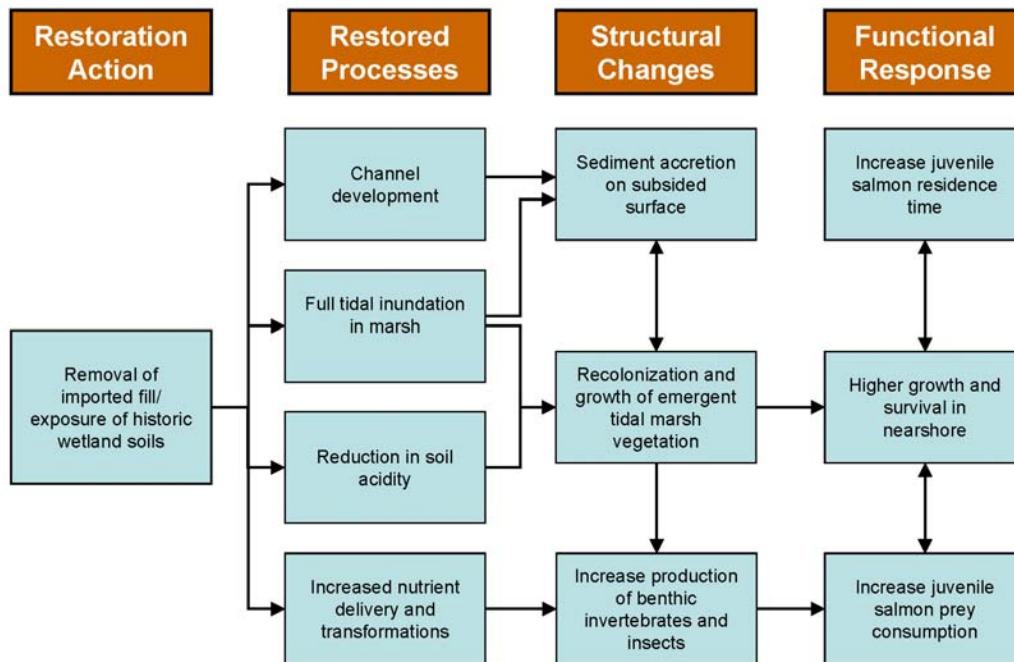 Restoration
Action
Restored
Processes
Structural
Changes
Functional
Response
Channel
development
Sediment accretion
on subsided
surface
Increase juvenile
salmon residence
time
Full tidal inundation
in marsh
Removal of
imported fill/
exposure of historic
wetland soils
Recolonization and
growth of emergent
tidal marsh
vegetation
Higher growth and
survival in
nearshore
Reduction in soil
acidity
Increased nutrient
delivery and
transformations
Increase production
of benthic
invertebrates and
insects
Increase juvenile
salmon prey
consumption